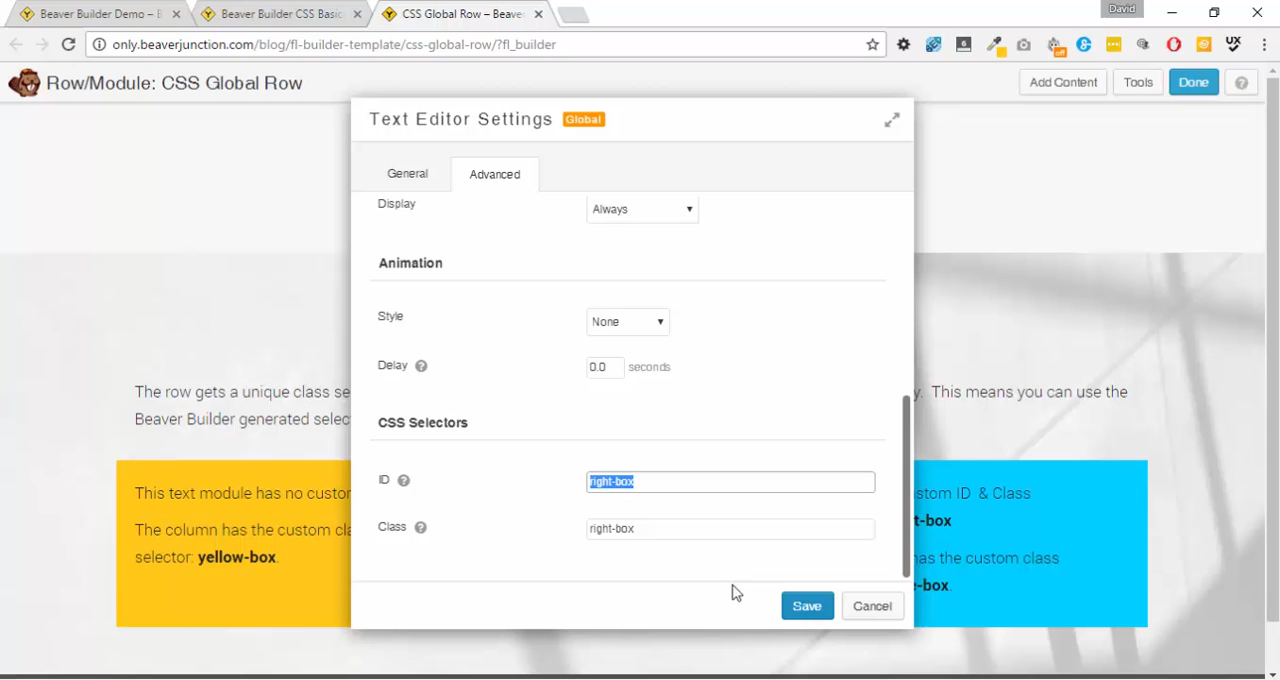 Beaver Builder Demo – B
Beaver Builder CSS Basic
CSS Global Row – Beaver
David
only.beaverjunction.com/blog/fl-builder-template/css-global-row/?fl_builder
off
UX
Row/Module: CSS Global Row
Add Content
Tools
Done
?
Text Editor Settings
Global
General
Advanced
Display
Always
Animation
Style
None
Delay ?
0.0
seconds
CSS Selectors
ID ?
right-box
Class ?
right-box
Save
Cancel
The row gets a unique class se
y. This means you can use the
Beaver Builder generated selec
This text module has no custom
The column has the custom cla
selector: yellow-box.
stom ID & Class
t-box
has the custom class
e-box.